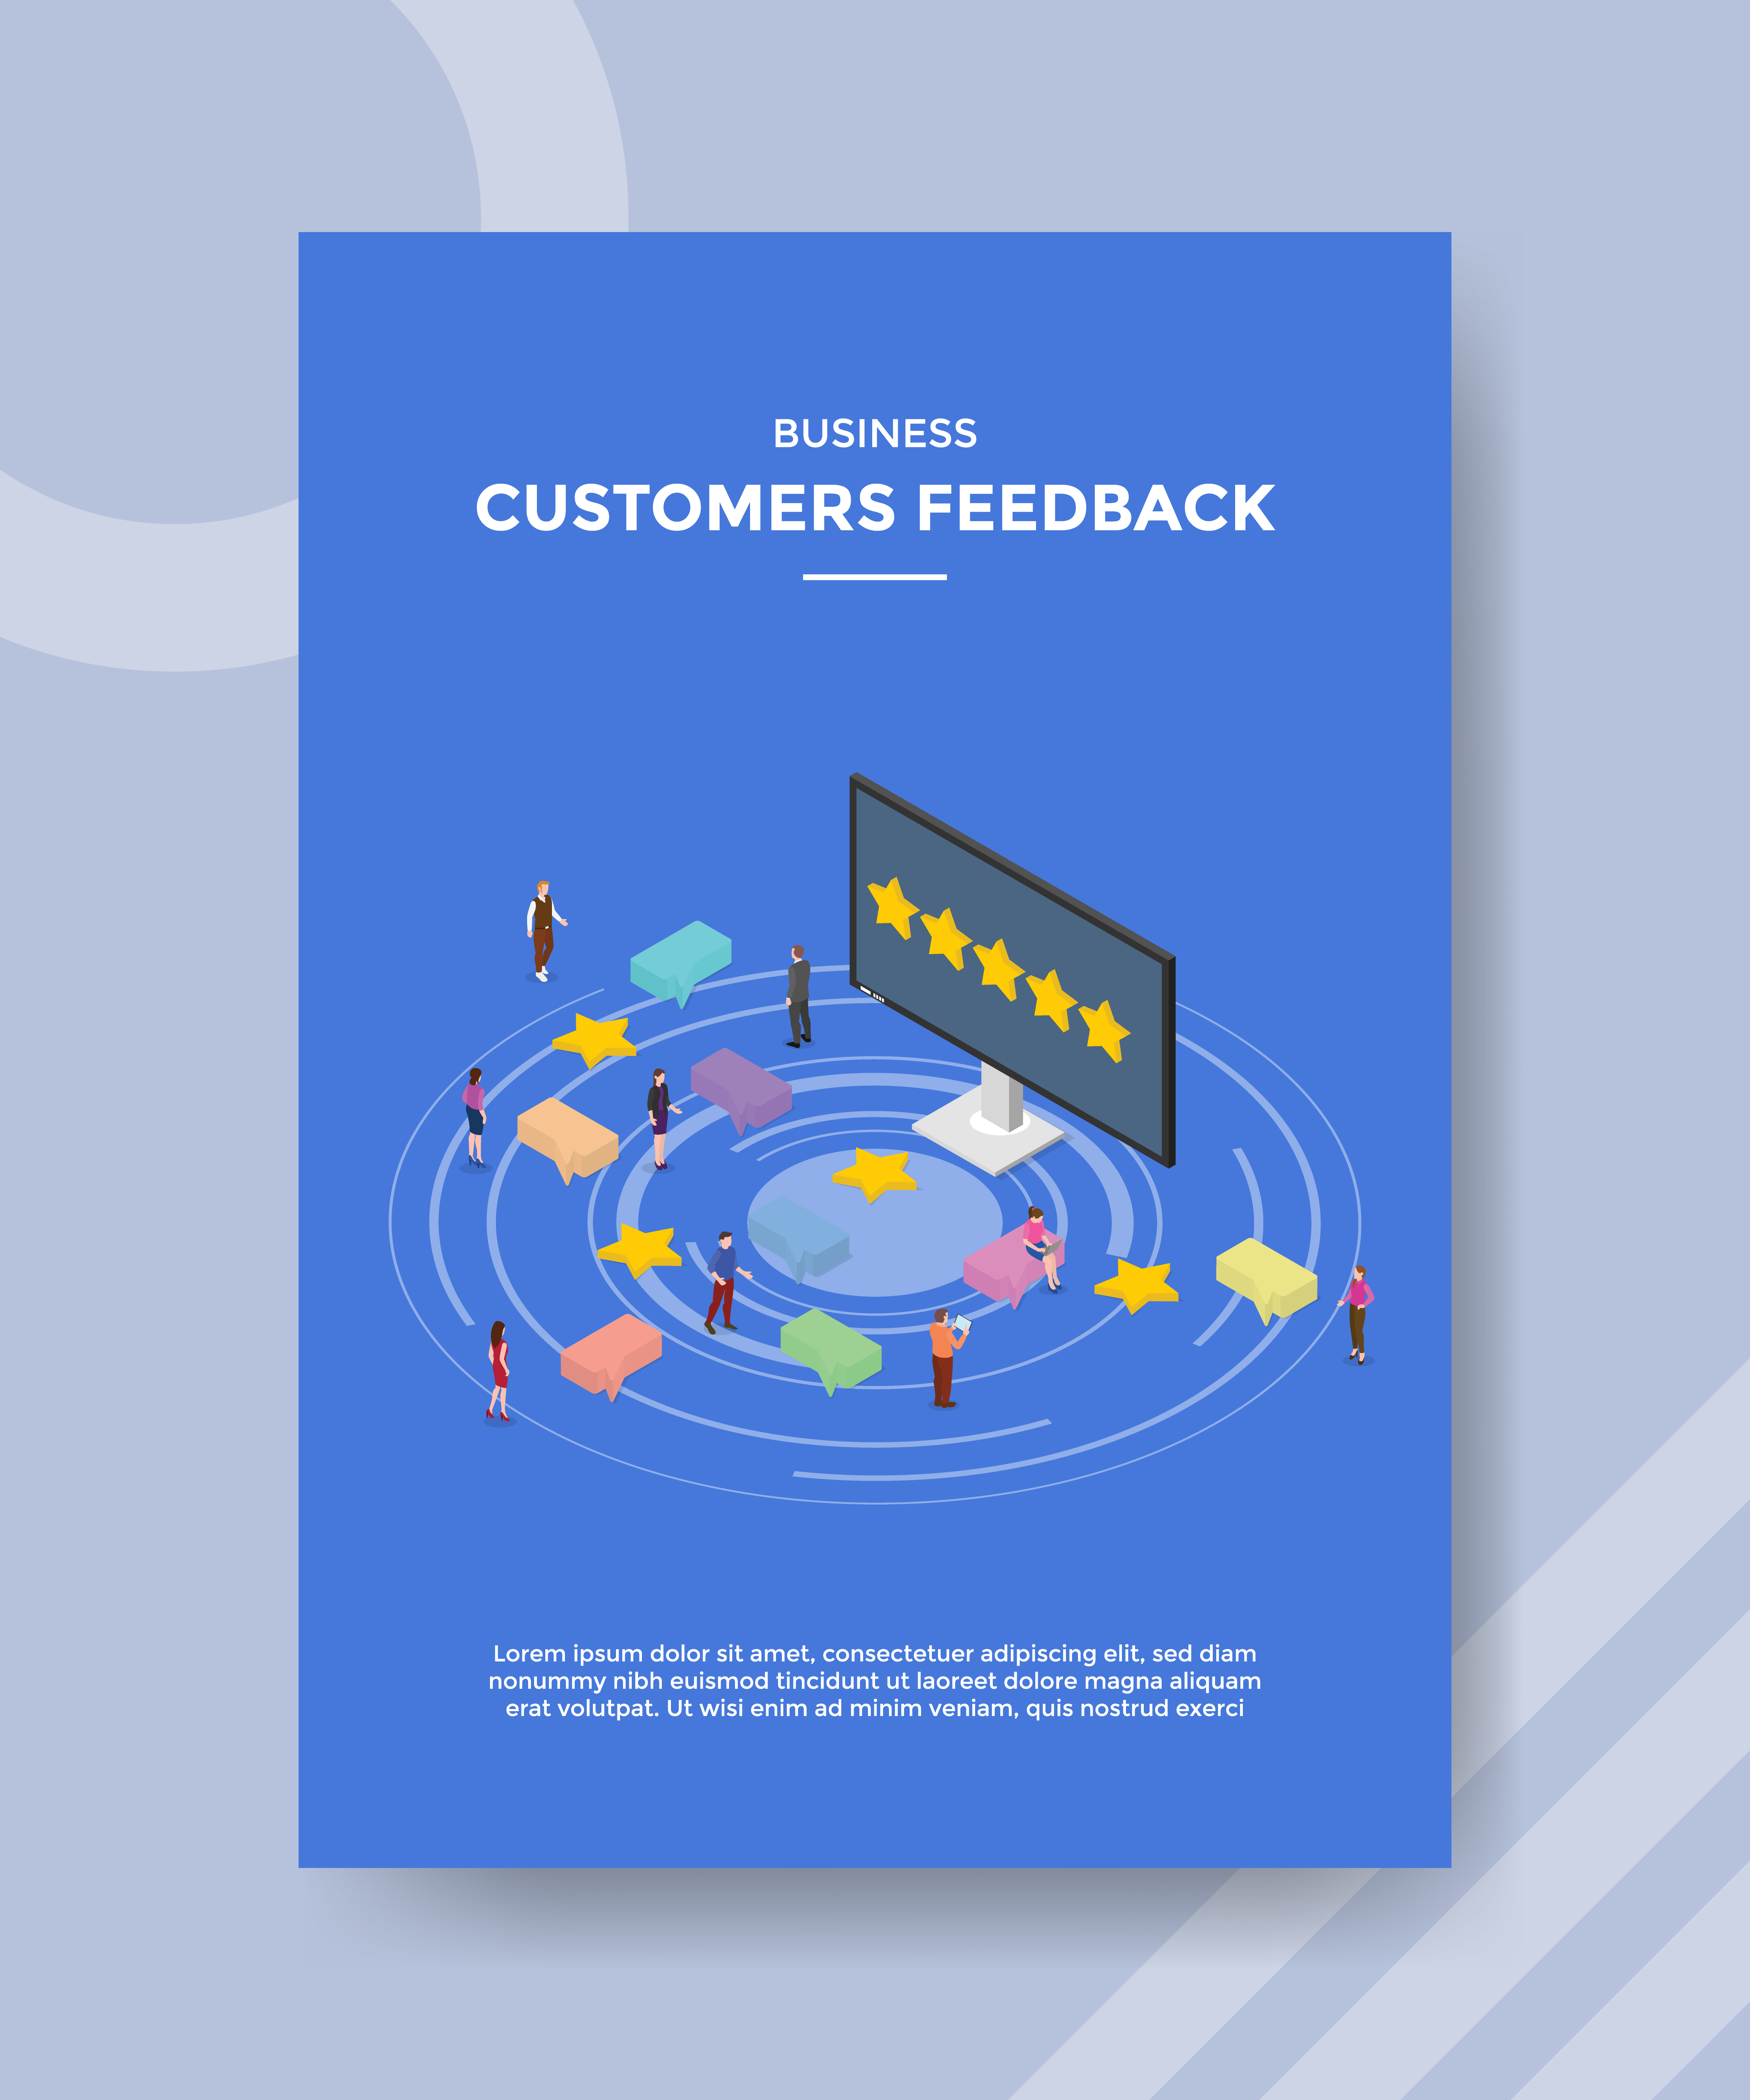 BUSINESS
CUSTOMERS FEEDBACK
Lorem ipsum dolor sit amet, consectetuer adipiscing elit, sed diam
nonummy nibh euismod tincidunt ut laoreet dolore magna aliquam
erat volutpat. Ut wisi enim ad minim veniam, quis nostrud exerci